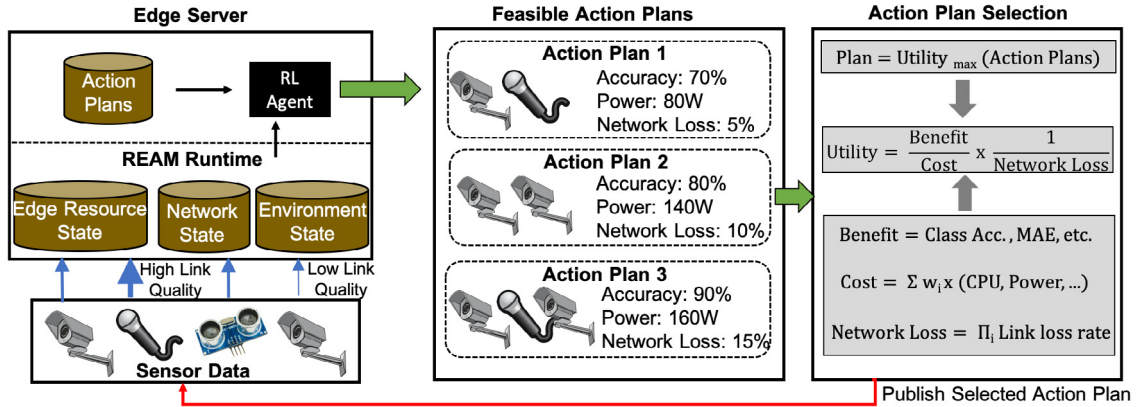 Edge Server
Action
Plans
RL
Agent
REAM Runtime
Edge Resource
State
Network
State
Environment
State
High Link
Quality
Low Link
Quality
Sensor Data
Feasible Action Plans
Action Plan 1
Accuracy: 70%
Power: 80W
Network Loss: 5%
Action Plan 2
Accuracy: 80%
Power: 140W
Network Loss: 10%
Action Plan 3
Accuracy: 90%
Power: 160W
Network Loss: 15%
Action Plan Selection
Plan = Utility max (Action Plans)
Utility = Benefit/Cost x 1/Network Loss
Benefit = Class Acc., MAE, etc.
Cost = Σ wi x (CPU, Power, ...)
Network Loss = Πi Link loss rate
Publish Selected Action Plan